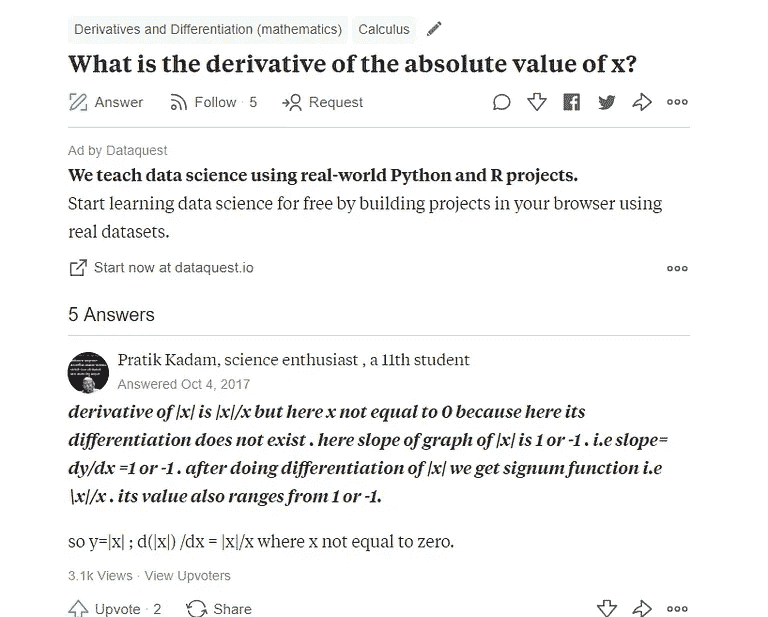 Derivatives and Differentiation (mathematics) Calculus
What is the derivative of the absolute value of x?
Answer Follow · 5 Request
Ad by Dataquest
We teach data science using real-world Python and R projects.
Start learning data science for free by building projects in your browser using
real datasets.
Start now at dataquest.io
5 Answers
Pratik Kadam, science enthusiast , a 11th student
Answered Oct 4, 2017
derivative of |x| is |x|/x but here x not equal to 0 because here its
differentiation does not exist . here slope of graph of |x| is 1 or -1 . i.e slope=
dy/dx =1 or -1 . after doing differentiation of |x| we get signum function i.e
\x|/x . its value also ranges from 1 or -1.
so y=|x| ; d(|x|) /dx = |x|/x where x not equal to zero.
3.1k Views · View Upvoters
Upvote · 2 Share